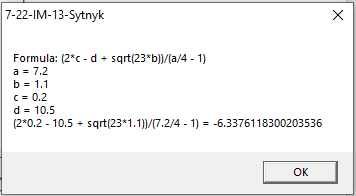 7-22-IM-13-Sytnyk
Formula: (2*c - d + sqrt(23*b))/(a/4 - 1)
a = 7.2
b = 1.1
c = 0.2
d = 10.5
(2*0.2 - 10.5 + sqrt(23*1.1))/(7.2/4 - 1) = -6.3376118300203536
OK